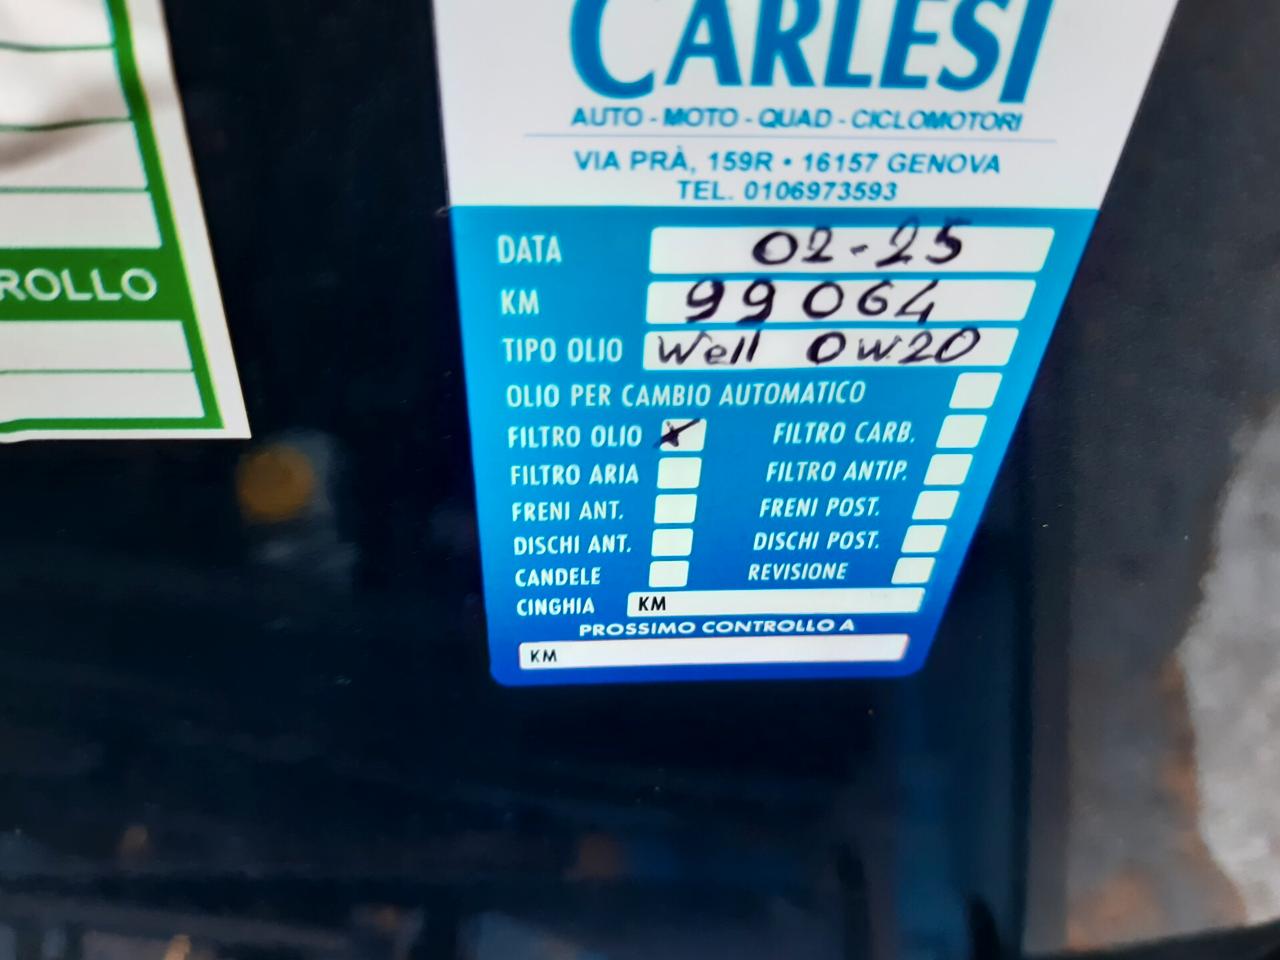 ROLLO
CARLESI
AUTO - MOTO - QUAD - CICLOMOTORI
VIA PRÀ, 159R • 16157 GENOVA
TEL. 0106973593
DATA 02-25
KM 99064
TIPO OLIO Well 0W20
OLIO PER CAMBIO AUTOMATICO
FILTRO OLIO x FILTRO CARB.
FILTRO ARIA FILTRO ANTIP.
FRENI ANT. FRENI POST.
DISCHI ANT. DISCHI POST.
CANDELE REVISIONE
CINGHIA KM
PROSSIMO CONTROLLO A
KM